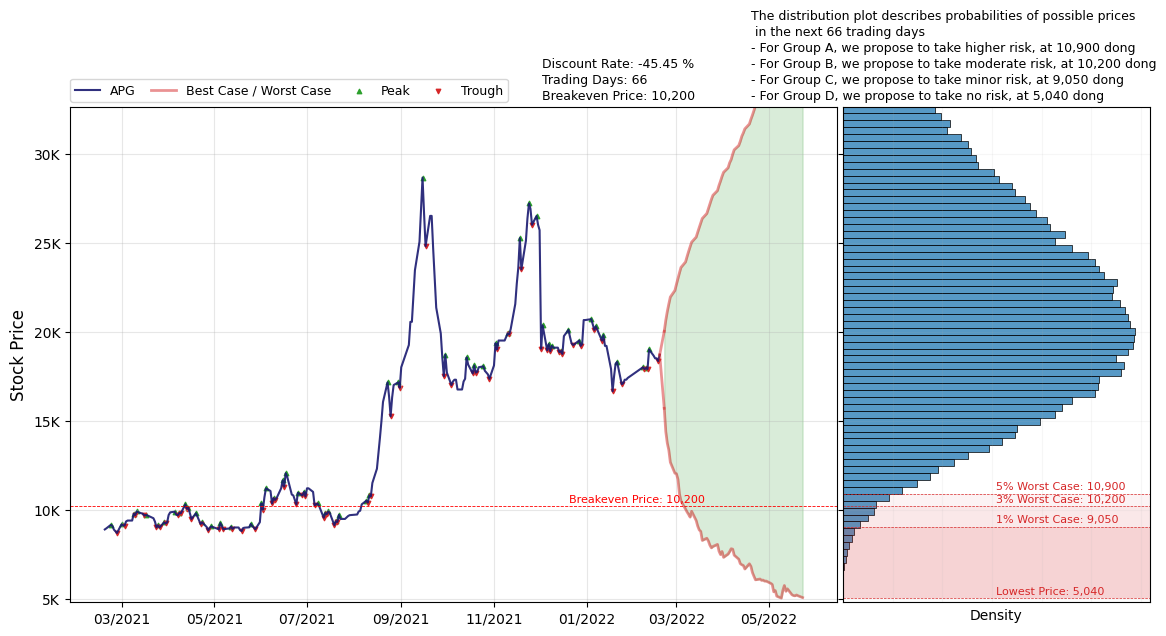 The distribution plot describes probabilities of possible prices
in the next 66 trading days
- For Group A, we propose to take higher risk, at 10,900 dong
- For Group B, we propose to take moderate risk, at 10,200 dong
- For Group C, we propose to take minor risk, at 9,050 dong
- For Group D, we propose to take no risk, at 5,040 dong
Discount Rate: -45.45 %
Trading Days: 66
Breakeven Price: 10,200
APG
Best Case / Worst Case
Peak
Trough
Stock Price
30K
25K
20K
15K
10K
5K
Breakeven Price: 10,200
5% Worst Case: 10,900
3% Worst Case: 10,200
1% Worst Case: 9,050
Lowest Price: 5,040
03/2021
05/2021
07/2021
09/2021
11/2021
01/2022
03/2022
05/2022
Density